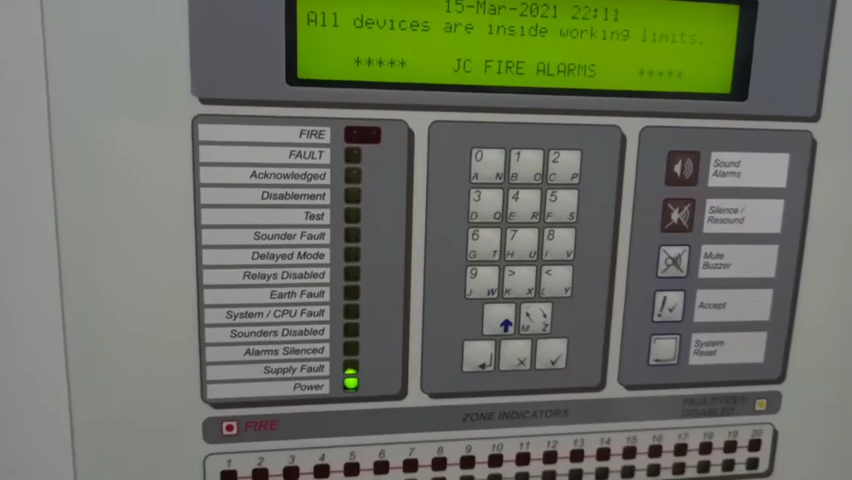 15-Mar-2021 22:11
All devices are inside working limits.
***** JC FIRE ALARMS *****
FIRE
FAULT
Acknowledged
Disablement
Test
Sounder Fault
Delayed Mode
Relays Disabled
Earth Fault
System / CPU Fault
Sounders Disabled
Alarms Silenced
Supply Fault
Power
0 1 2
A N B O C P
3 4 5
D Q E R F S
6 7 8
G T H U I V
9 > <
J W K X L Y
M Z
Sound
Alarms
Silence /
Resound
Mute
Buzzer
Accept
System
Reset
FIRE
ZONE INDICATORS
DISABLED
1 2 3 4 5 6 7 8 9 10 11 12 13 14 15 16 17 18 19 20